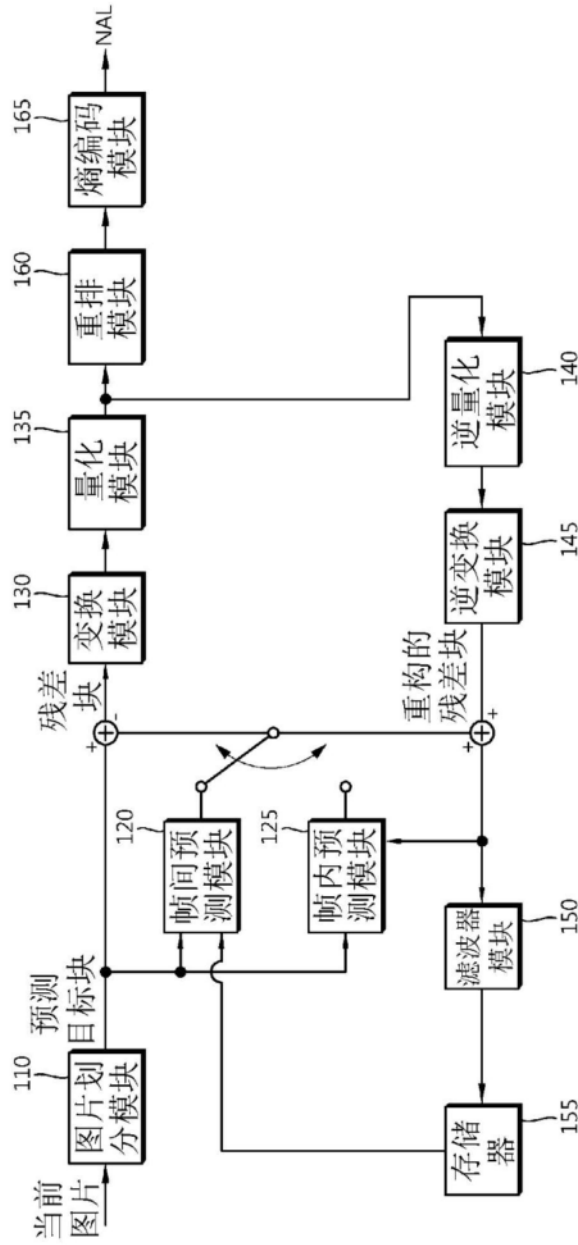 当前
图片
110
图片划
分模块
预测
目标块
120
帧间预
测模块
125
帧内预
测模块
残差
块
+
-
130
变换
模块
135
量化
模块
160
重排
模块
165
熵编码
模块
NAL
140
逆量化
模块
145
逆变换
模块
重构的
残差块
+
+
150
滤波器
模块
155
存储
器